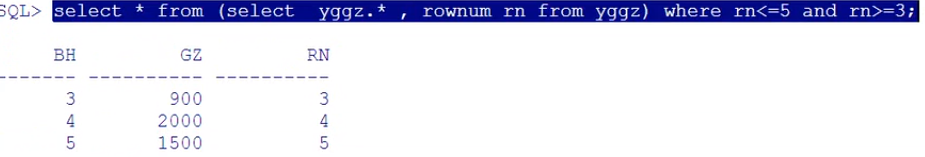 SQL> select * from (select  yggz.* , rownum rn from yggz) where rn<=5 and rn>=3;
BH GZ RN
------- ---------- ----------
3 900 3
4 2000 4
5 1500 5